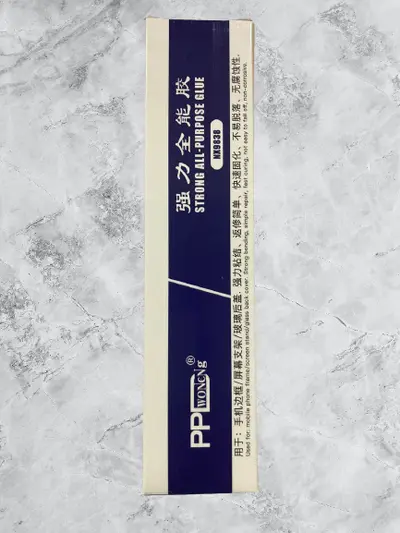 PPD WONCNg®
强力全能胶
STRONG ALL-PURPOSE GLUE
NX9838
用于：手机边框/屏幕支架/玻璃后盖，强力粘结、返修简单、快速固化、不易脱落、无腐蚀性.
Used for: mobile phone frame/screen stand/glass back cover. Strong bonding, simple repair, fast curing, not easy to fall off, non-corrosive.